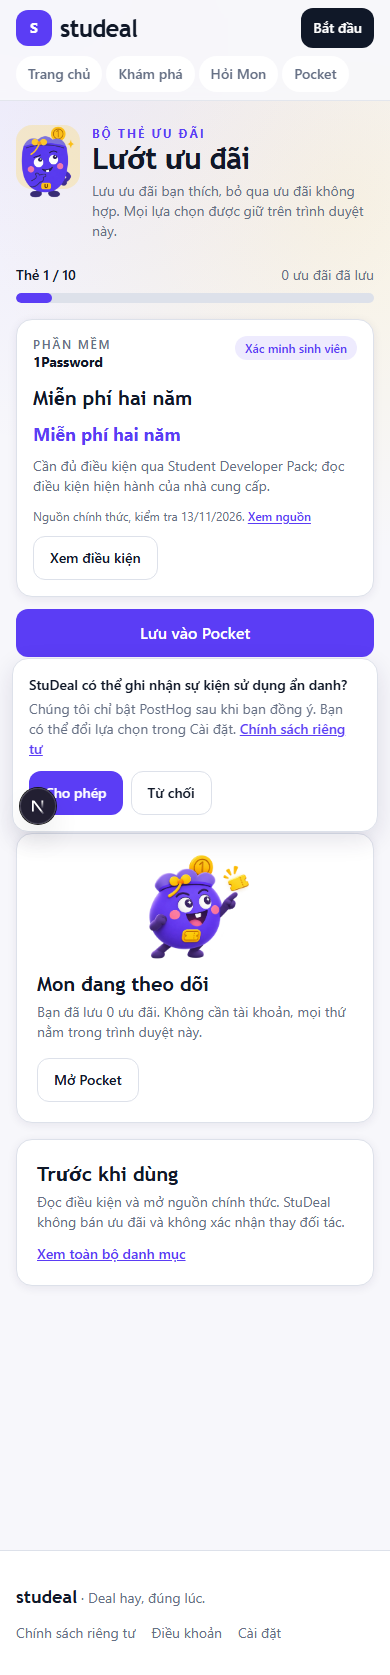 S studeal
Bắt đầu
Trang chủ Khám phá Hỏi Mon Pocket
BỘ THẺ ƯU ĐÃI
Lướt ưu đãi
Lưu ưu đãi bạn thích, bỏ qua ưu đãi không
hợp. Mọi lựa chọn được giữ trên trình duyệt
này.
Thẻ 1 / 10
0 ưu đãi đã lưu
PHẦN MỀM
1Password
Xác minh sinh viên
Miễn phí hai năm
Miễn phí hai năm
Cần đủ điều kiện qua Student Developer Pack; đọc
điều kiện hiện hành của nhà cung cấp.
Nguồn chính thức, kiểm tra 13/11/2026. Xem nguồn
Xem điều kiện
Lưu vào Pocket
StuDeal có thể ghi nhận sự kiện sử dụng ẩn danh?
Chúng tôi chỉ bật PostHog sau khi bạn đồng ý. Bạn
có thể đổi lựa chọn trong Cài đặt. Chính sách riêng
tư
Cho phép
Từ chối
N
1
Mon đang theo dõi
Bạn đã lưu 0 ưu đãi. Không cần tài khoản, mọi thứ
nằm trong trình duyệt này.
Mở Pocket
Trước khi dùng
Đọc điều kiện và mở nguồn chính thức. StuDeal
không bán ưu đãi và không xác nhận thay đối tác.
Xem toàn bộ danh mục
studeal · Deal hay, đúng lúc.
Chính sách riêng tư Điều khoản Cài đặt